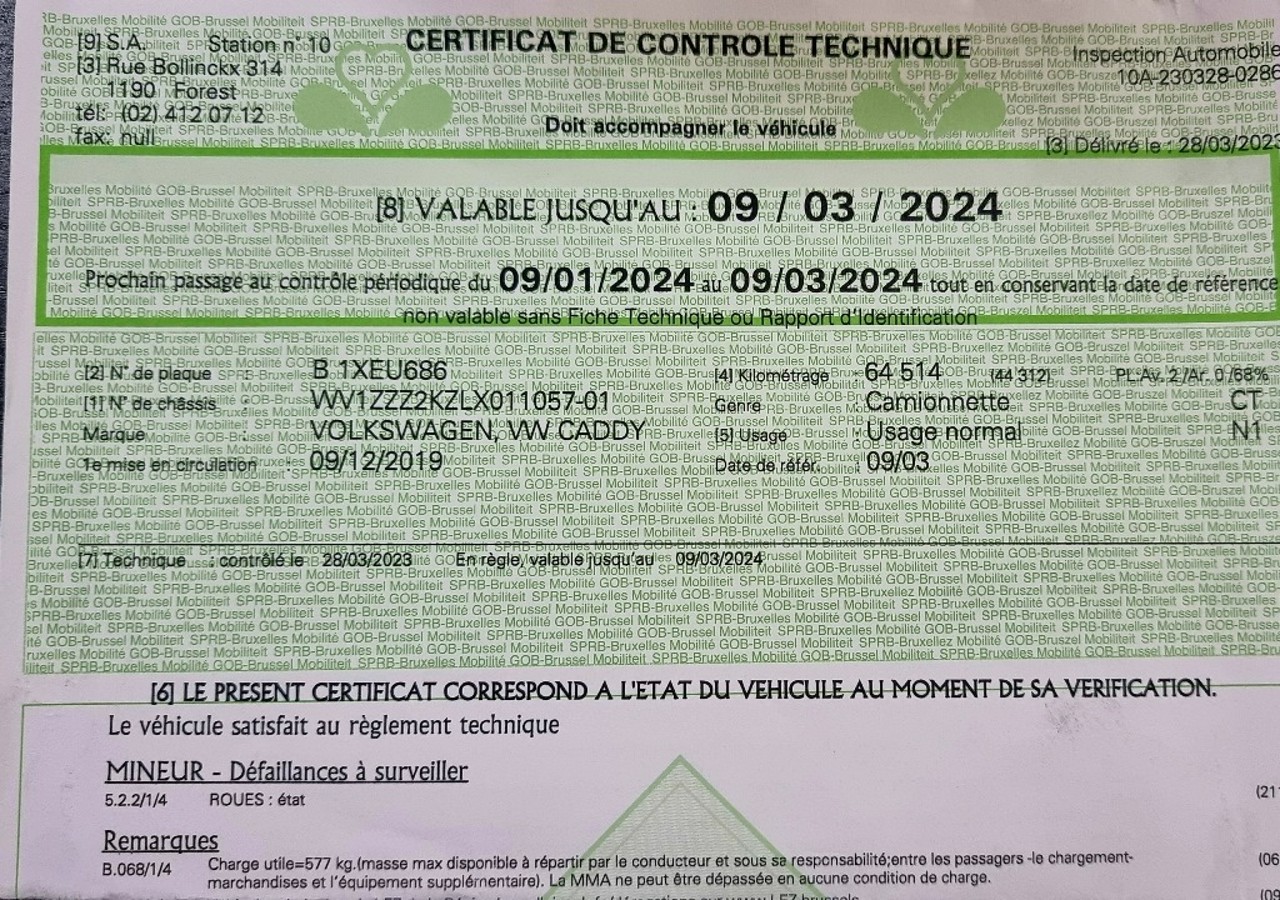 [9] S.A. Station n° 10
CERTIFICAT DE CONTROLE TECHNIQUE
Inspection Automobile
[3] Rue Bollinckx 314
10A-230328-0286
1190 Forest
tél: (02) 412 07 12
Doit accompagner le véhicule
fax: null
[3] Délivré le : 28/03/2023
[8] VALABLE JUSQU'AU : 09 / 03 / 2024
Prochain passage au contrôle périodique du 09/01/2024 au 09/03/2024 tout en conservant la date de référence
non valable sans Fiche Technique ou Rapport d'Identification
[2] N° de plaque B 1XEU686 [4] Kilométrage 64 514 (44 312) PL-Av. 2 /Ar. 0 /68%
[1] N° de châssis : WV1ZZZ2KZLX011057-01 Genre : Camionnette CT
Marque : VOLKSWAGEN, VW CADDY [5] Usage : Usage normal N1
1e mise en circulation : 09/12/2019 Date de référ. : 09/03
[7] Technique : contrôlé le 28/03/2023 En règle, valable jusqu'au 09/03/2024
[6] LE PRESENT CERTIFICAT CORRESPOND A L'ETAT DU VEHICULE AU MOMENT DE SA VERIFICATION.
Le véhicule satisfait au règlement technique
MINEUR - Défaillances à surveiller
5.2.2/1/4 ROUES : état (21
Remarques
B.068/1/4 Charge utile=577 kg.(masse max disponible à répartir par le conducteur et sous sa responsabilité;entre les passagers -le chargement- (06
marchandises et l'équipement supplémentaire). La MMA ne peut être dépassée en aucune condition de charge.